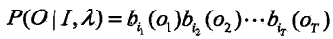 P(O | I, λ) = b_{i_1}(o_1)b_{i_2}(o_2)⋯b_{i_T}(o_T)